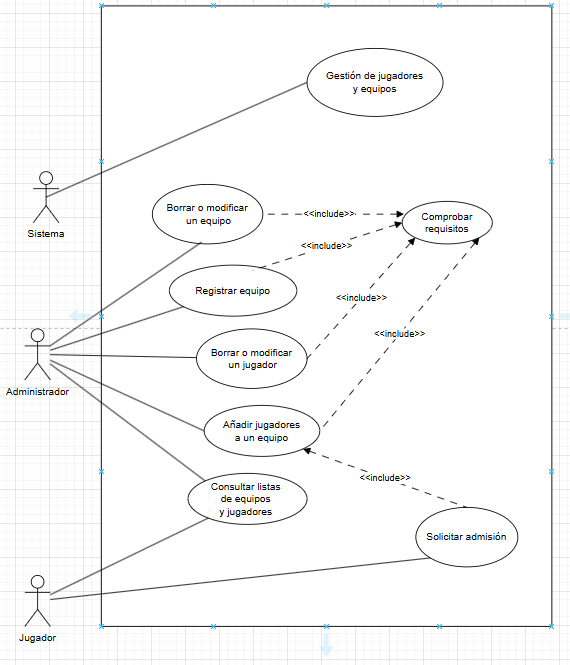 Gestión de jugadores
y equipos
Sistema
Borrar o modificar
un equipo
<<include>>
Comprobar
requisitos
<<include>>
Registrar equipo
<<include>>
<<include>>
Borrar o modificar
un jugador
Administrador
Añadir jugadores
a un equipo
<<include>>
Consultar listas
de equipos
y jugadores
Solicitar admisión
Jugador